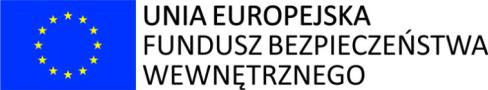 UNIA EUROPEJSKA
FUNDUSZ BEZPIECZEŃSTWA
WEWNĘTRZNEGO